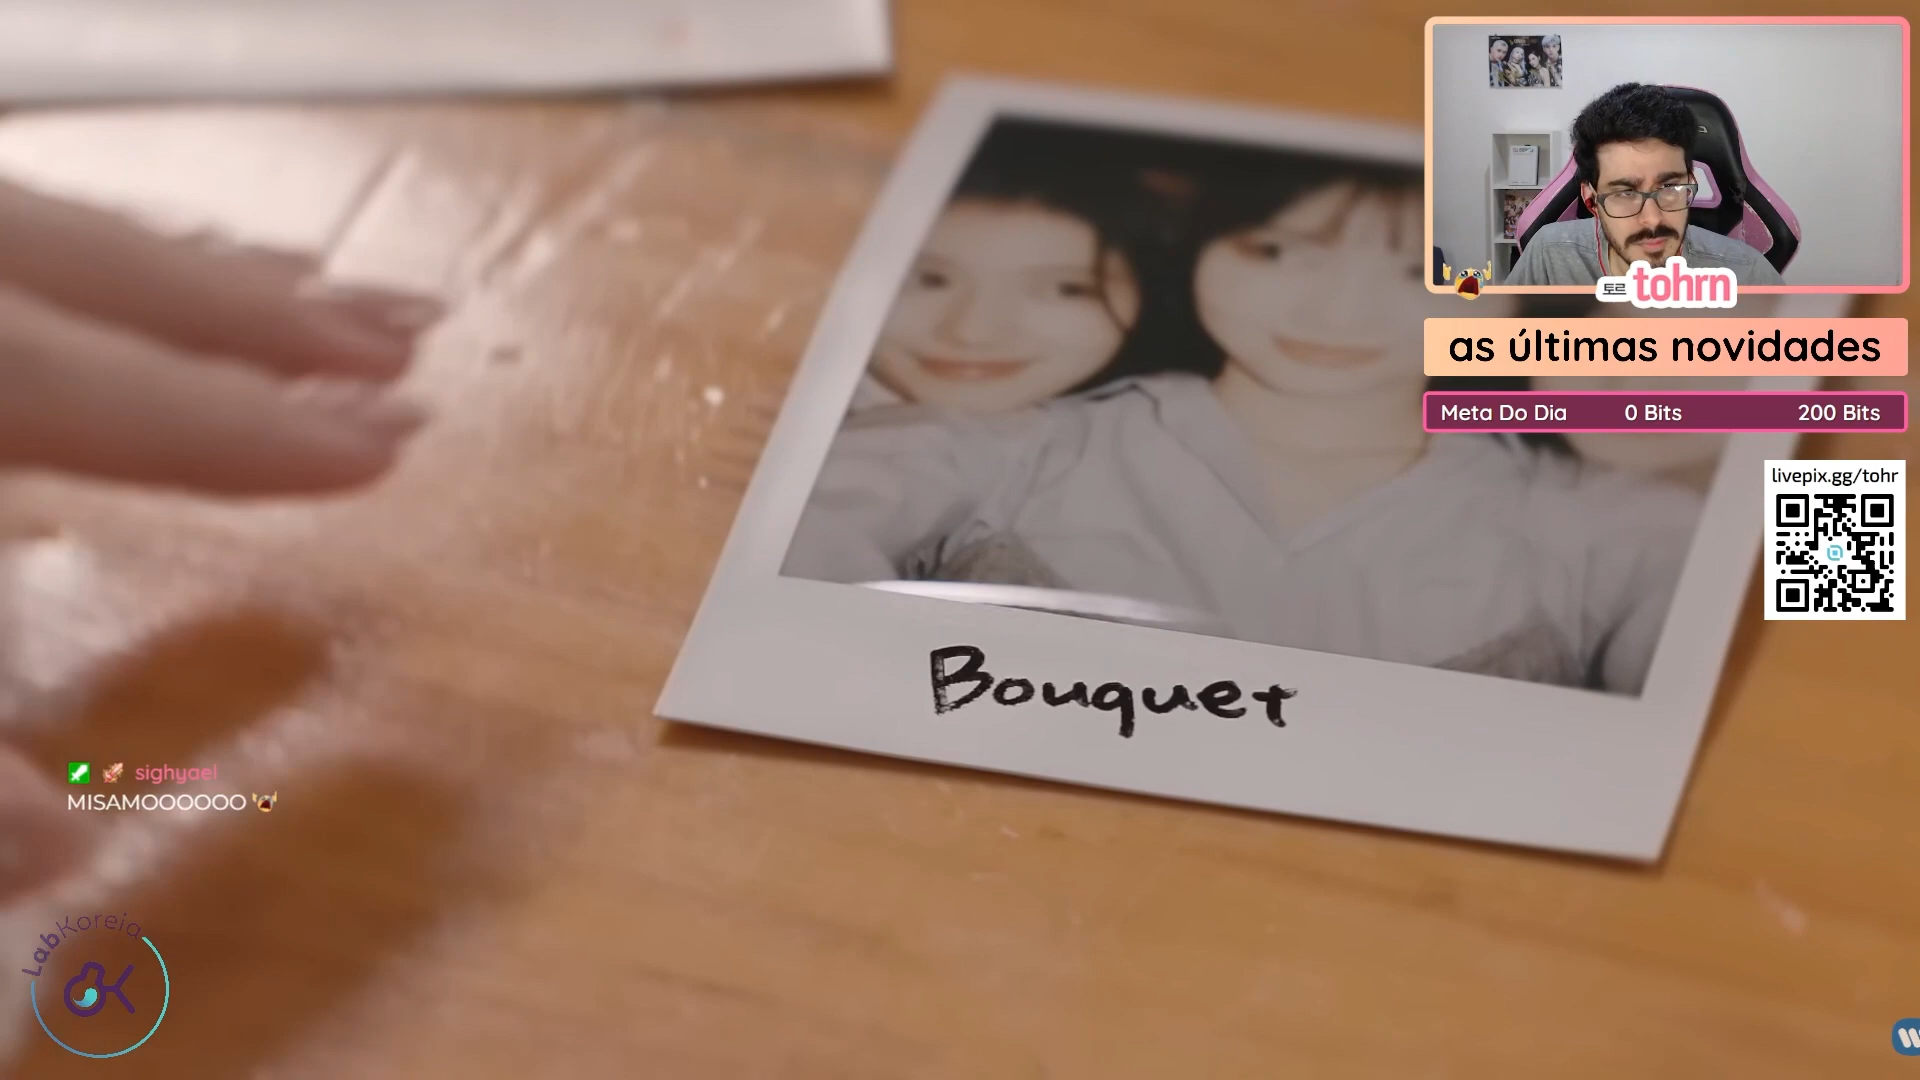 토르 tohrn
as últimas novidades
Meta Do Dia 0 Bits 200 Bits
livepix.gg/tohr
Bouquet
sighyael
MISAMOOOOOO
LabKoreia